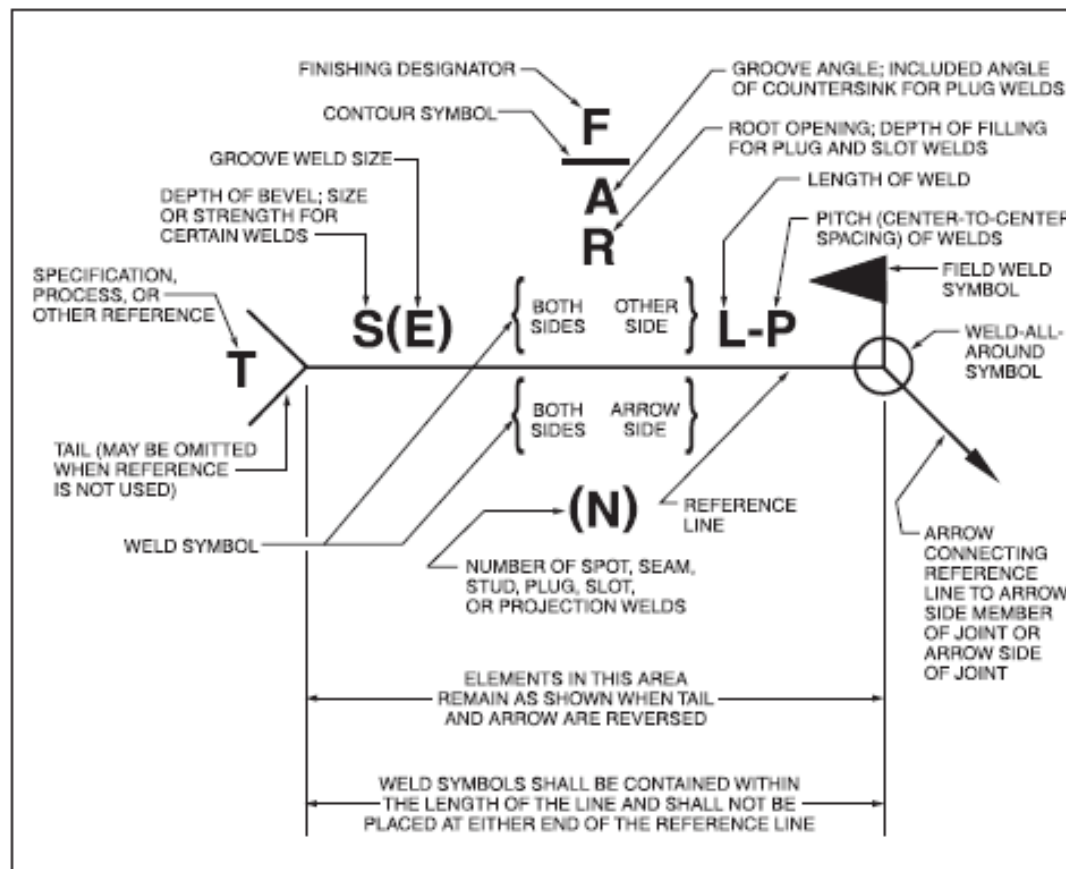 FINISHING DESIGNATOR
CONTOUR SYMBOL
GROOVE WELD SIZE
DEPTH OF BEVEL; SIZE
OR STRENGTH FOR
CERTAIN WELDS
SPECIFICATION,
PROCESS, OR
OTHER REFERENCE
F
A
R
GROOVE ANGLE; INCLUDED ANGLE
OF COUNTERSINK FOR PLUG WELDS
ROOT OPENING; DEPTH OF FILLING
FOR PLUG AND SLOT WELDS
LENGTH OF WELD
PITCH (CENTER-TO-CENTER
SPACING) OF WELDS
FIELD WELD
SYMBOL
WELD-ALL-
AROUND
SYMBOL
T
S(E)
BOTH
SIDES
OTHER
SIDE
L-P
BOTH
SIDES
ARROW
SIDE
TAIL (MAY BE OMITTED
WHEN REFERENCE
IS NOT USED)
WELD SYMBOL
(N)
NUMBER OF SPOT, SEAM,
STUD, PLUG, SLOT,
OR PROJECTION WELDS
REFERENCE
LINE
ARROW
CONNECTING
REFERENCE
LINE TO ARROW
SIDE MEMBER
OF JOINT OR
ARROW SIDE
OF JOINT
ELEMENTS IN THIS AREA
REMAIN AS SHOWN WHEN TAIL
AND ARROW ARE REVERSED
WELD SYMBOLS SHALL BE CONTAINED WITHIN
THE LENGTH OF THE LINE AND SHALL NOT BE
PLACED AT EITHER END OF THE REFERENCE LINE